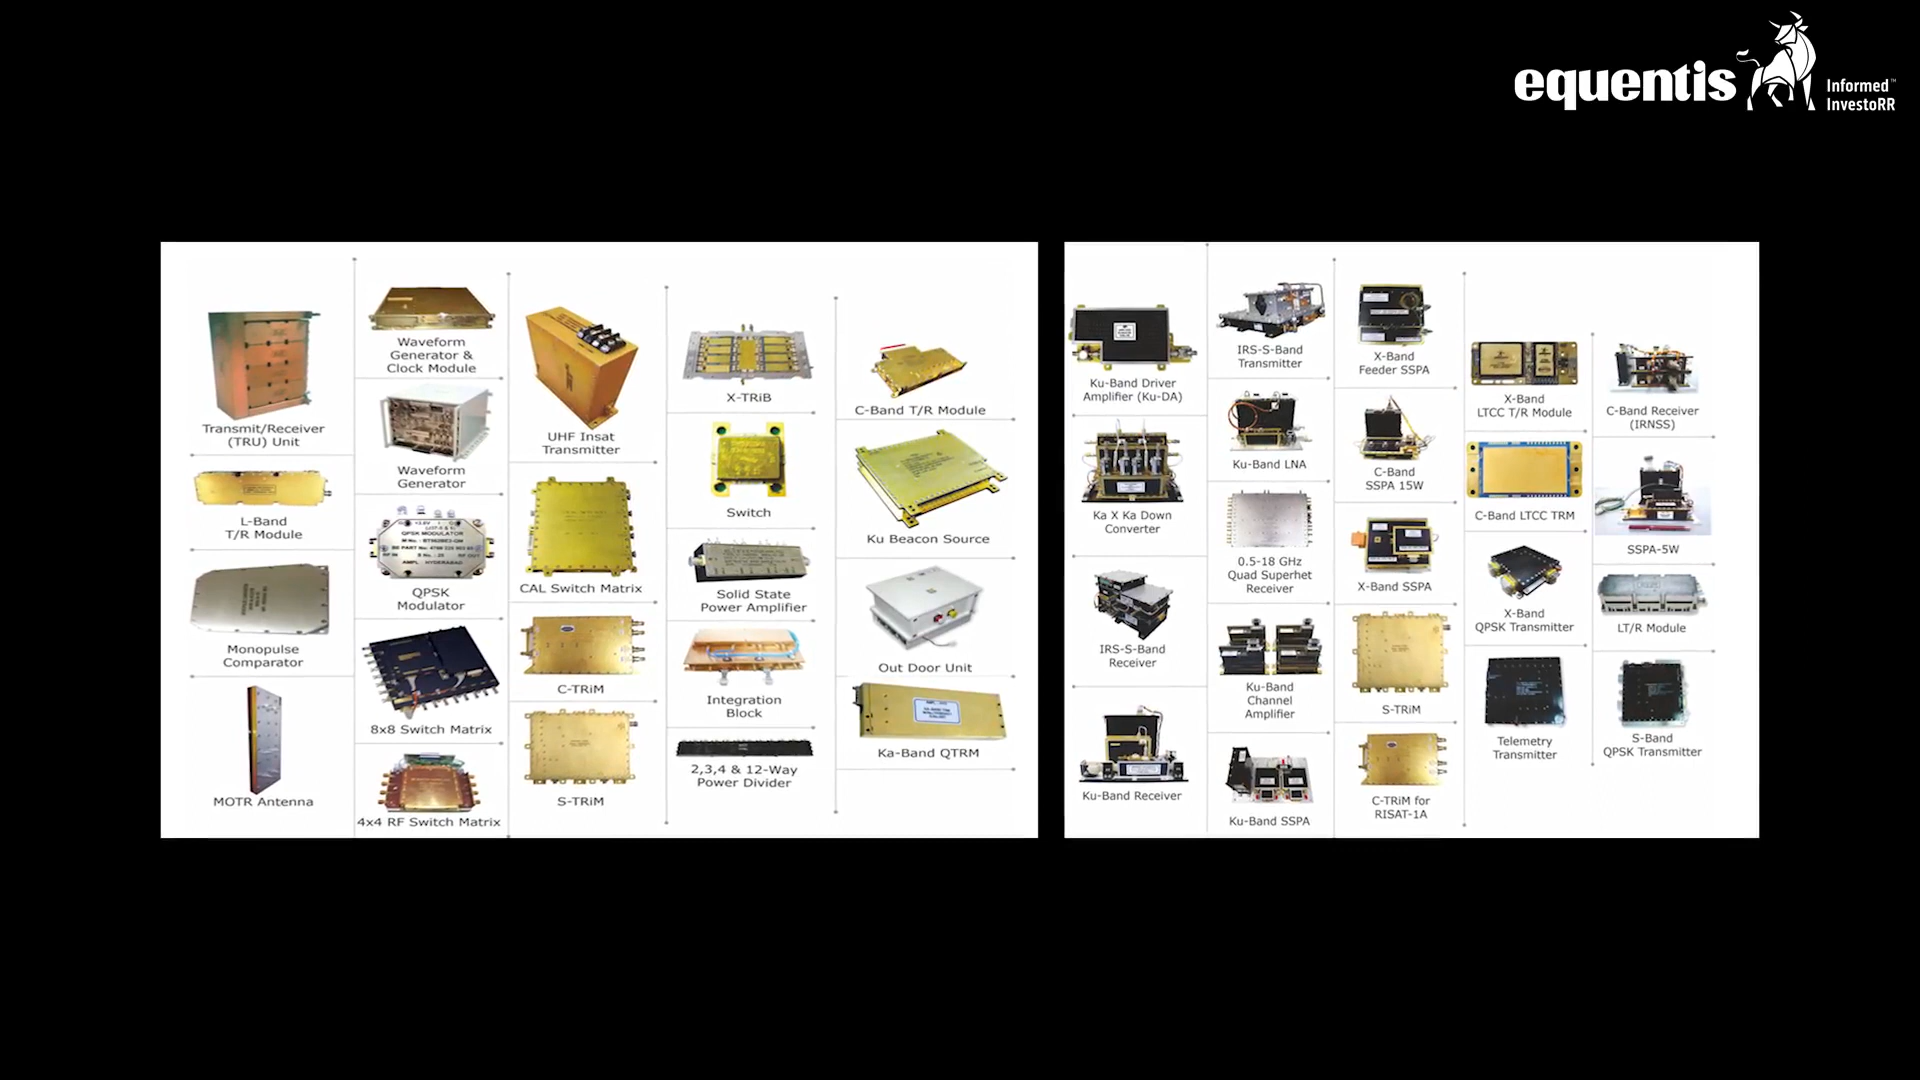 equentis
Informed™
InvestoRR
Transmit/Receiver
(TRU) Unit
L-Band
T/R Module
Monopulse
Comparator
MOTR Antenna
Waveform
Generator &
Clock Module
Waveform
Generator
QPSK MODULATOR
AMPL HYDERABAD
QPSK
Modulator
8x8 Switch Matrix
4x4 RF Switch Matrix
UHF Insat
Transmitter
CAL Switch Matrix
C-TRiM
S-TRiM
X-TRiB
Switch
Solid State
Power Amplifier
Integration
Block
2,3,4 & 12-Way
Power Divider
C-Band T/R Module
Ku Beacon Source
Out Door Unit
Ka-Band QTRM
Ku-Band Driver
Amplifier (Ku-DA)
Ka X Ka Down
Converter
IRS-S-Band
Receiver
Ku-Band Receiver
IRS-S-Band
Transmitter
Ku-Band LNA
0.5-18 GHz
Quad Superhet
Receiver
Ku-Band
Channel
Amplifier
Ku-Band SSPA
X-Band
Feeder SSPA
C-Band
SSPA 15W
X-Band SSPA
S-TRiM
C-TRiM for
RISAT-1A
X-Band
LTCC T/R Module
C-Band LTCC TRM
X-Band
QPSK Transmitter
Telemetry
Transmitter
C-Band Receiver
(IRNSS)
SSPA-5W
LT/R Module
S-Band
QPSK Transmitter